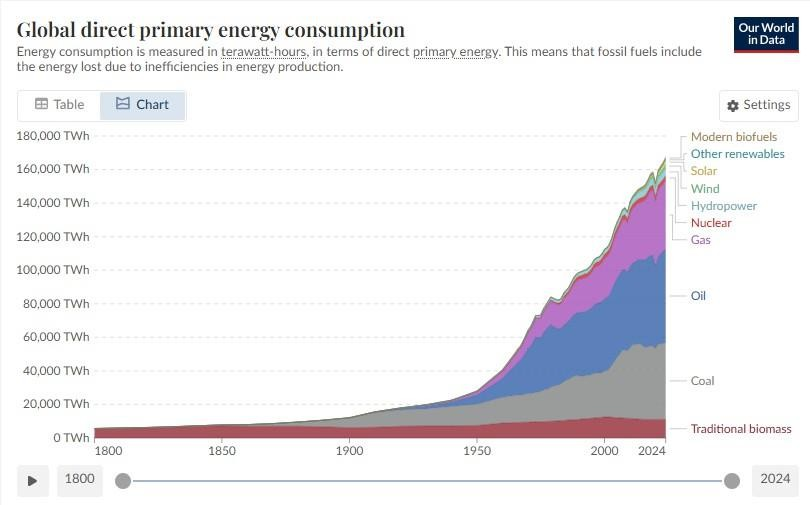 Global direct primary energy consumption
Our World
in Data
Energy consumption is measured in terawatt-hours, in terms of direct primary energy. This means that fossil fuels include
the energy lost due to inefficiencies in energy production.
Table
Chart
Settings
180,000 TWh
160,000 TWh
140,000 TWh
120,000 TWh
100,000 TWh
80,000 TWh
60,000 TWh
40,000 TWh
20,000 TWh
0 TWh
Modern biofuels
Other renewables
Solar
Wind
Hydropower
Nuclear
Gas
Oil
Coal
Traditional biomass
1800 1850 1900 1950 2000 2024
1800 2024